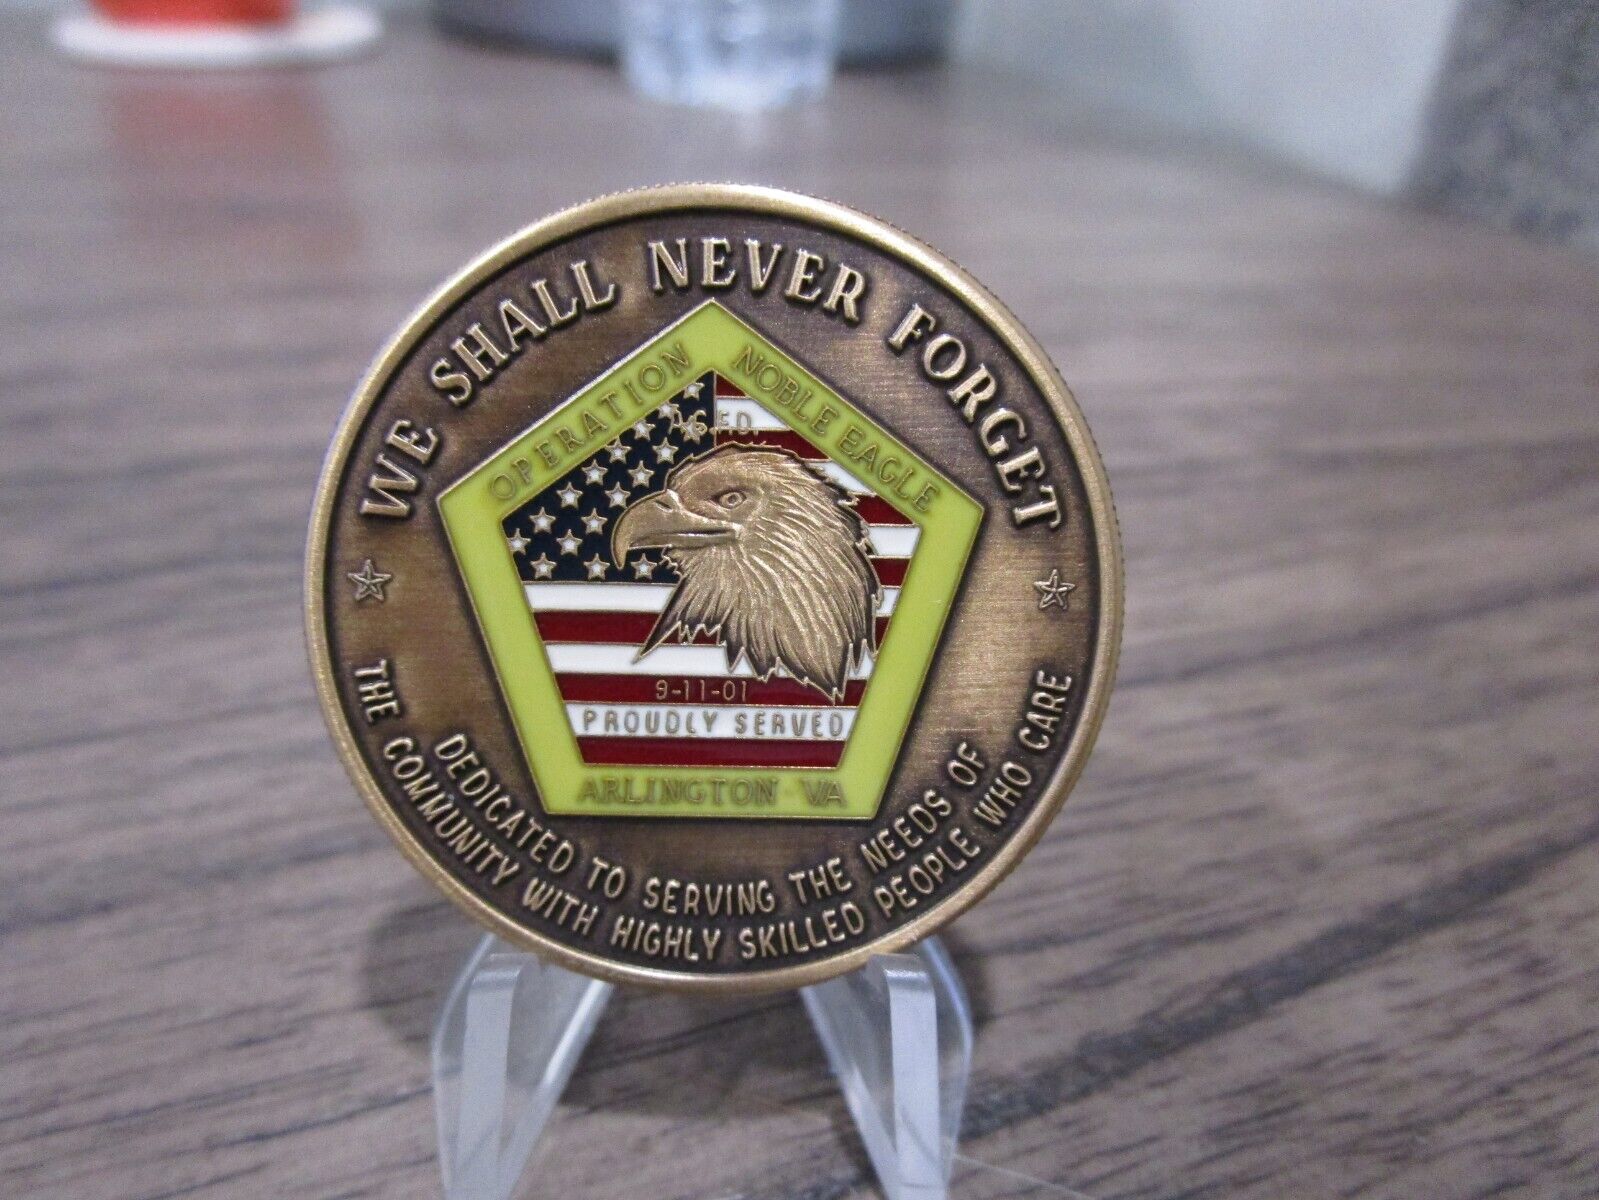 WE SHALL NEVER FORGET
OPERATION NOBLE EAGLE
9-11-01
PROUDLY SERVED
ARLINGTON VA
DEDICATED TO SERVING THE NEEDS OF
THE COMMUNITY WITH HIGHLY SKILLED PEOPLE WHO CARE